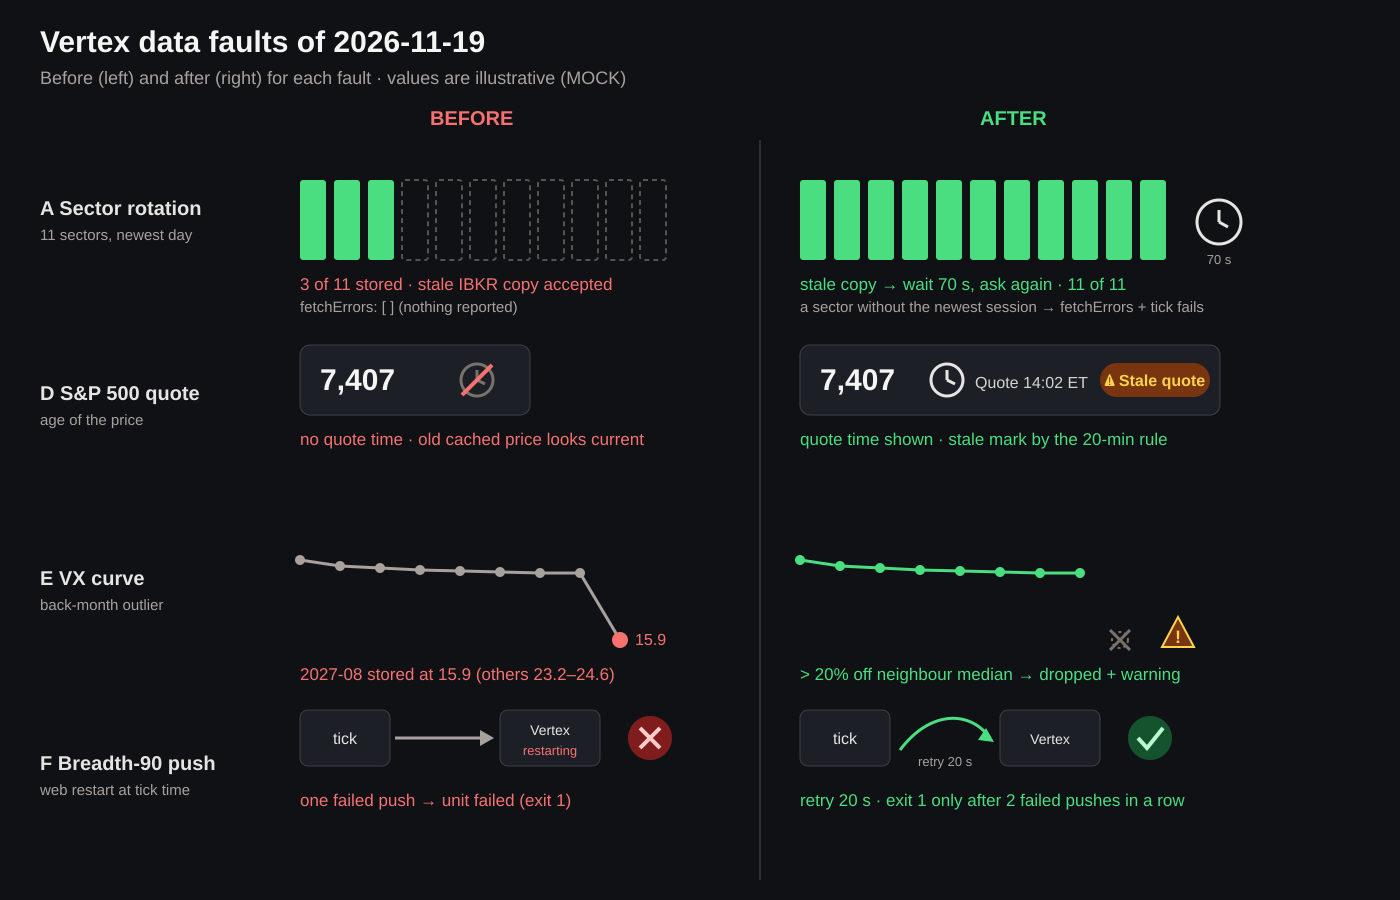 Vertex data faults of 2026-11-19
Before (left) and after (right) for each fault · values are illustrative (MOCK)
BEFORE
AFTER
A Sector rotation
11 sectors, newest day
3 of 11 stored · stale IBKR copy accepted
fetchErrors: [ ] (nothing reported)
70 s
stale copy → wait 70 s, ask again · 11 of 11
a sector without the newest session → fetchErrors + tick fails
D S&P 500 quote
age of the price
7,407
no quote time · old cached price looks current
7,407
Quote 14:02 ET
Stale quote
quote time shown · stale mark by the 20-min rule
E VX curve
back-month outlier
15.9
2027-08 stored at 15.9 (others 23.2–24.6)
!
> 20% off neighbour median → dropped + warning
F Breadth-90 push
web restart at tick time
tick
Vertex
restarting
one failed push → unit failed (exit 1)
tick
retry 20 s
Vertex
retry 20 s · exit 1 only after 2 failed pushes in a row